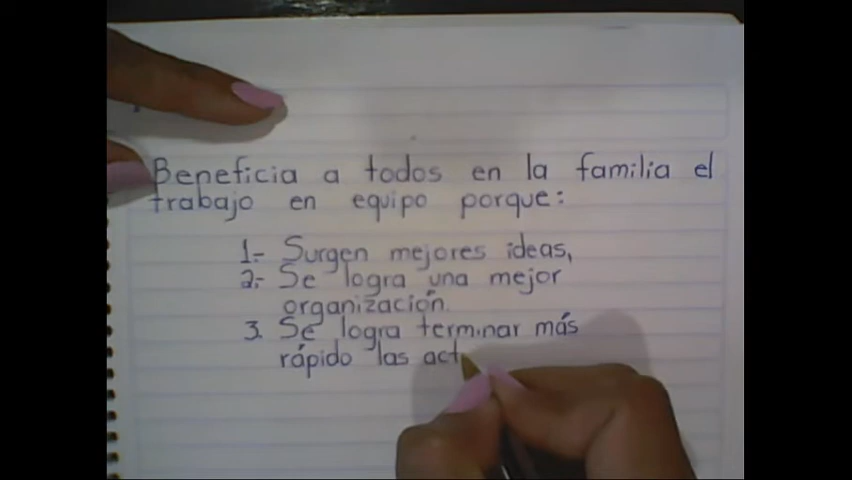 Beneficia a todos en la familia el
trabajo en equipo porque:
1.- Surgen mejores ideas,
2.- Se logra una mejor
organización.
3. Se logra terminar más
rápido las act